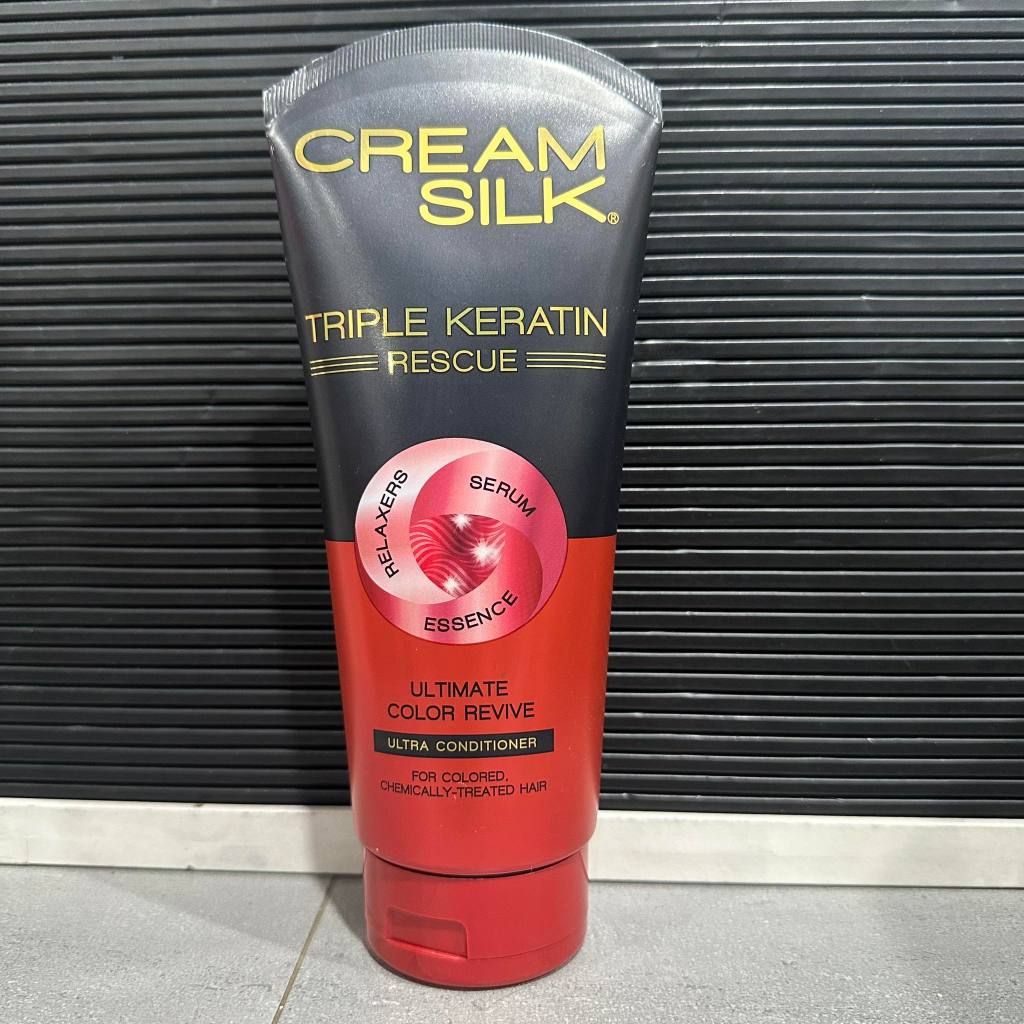 CREAM
SILK®
TRIPLE KERATIN
RESCUE
RELAXERS
SERUM
ESSENCE
ULTIMATE
COLOR REVIVE
ULTRA CONDITIONER
FOR COLORED,
CHEMICALLY-TREATED HAIR